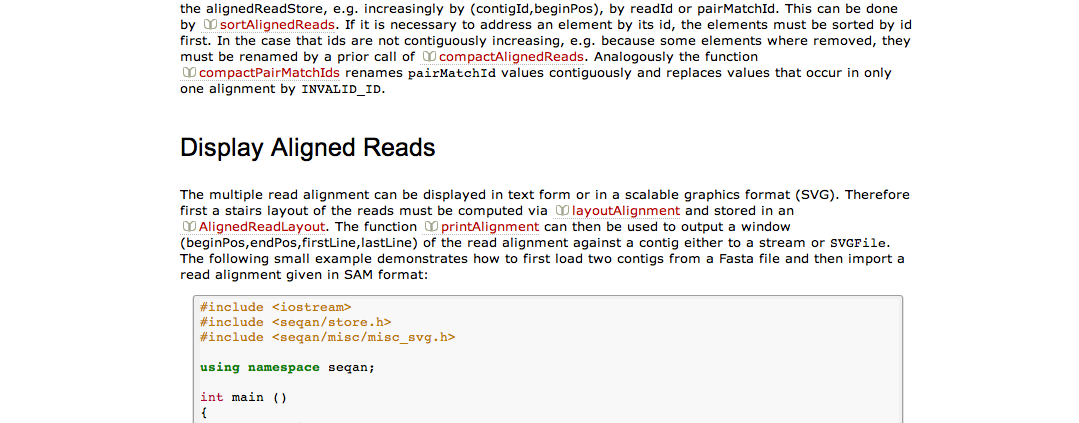 the alignedReadStore, e.g. increasingly by (contigId,beginPos), by readId or pairMatchId. This can be done
by sortAlignedReads. If it is necessary to address an element by its id, the elements must be sorted by id
first. In the case that ids are not contiguously increasing, e.g. because some elements where removed, they
must be renamed by a prior call of compactAlignedReads. Analogously the function
compactPairMatchIds renames pairMatchId values contiguously and replaces values that occur in only
one alignment by INVALID_ID.
Display Aligned Reads
The multiple read alignment can be displayed in text form or in a scalable graphics format (SVG). Therefore
first a stairs layout of the reads must be computed via layoutAlignment and stored in an
AlignedReadLayout. The function printAlignment can then be used to output a window
(beginPos,endPos,firstLine,lastLine) of the read alignment against a contig either to a stream or SVGFile.
The following small example demonstrates how to first load two contigs from a Fasta file and then import a
read alignment given in SAM format:
#include <iostream>
#include <seqan/store.h>
#include <seqan/misc/misc_svg.h>
using namespace seqan;
int main ()
{